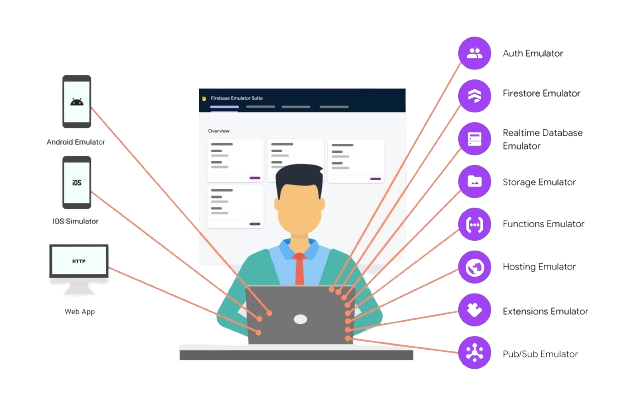 Firebase Emulator Suite
Overview
Android Emulator
iOS
IOS Simulator
HTTP
Web App
Auth Emulator
Firestore Emulator
Realtime Database
Emulator
Storage Emulator
Functions Emulator
Hosting Emulator
Extensions Emulator
Pub/Sub Emulator